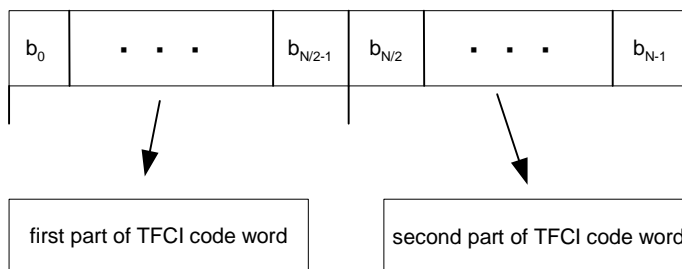 b0 . . . bN/2-1 bN/2 . . . bN-1
first part of TFCI code word second part of TFCI code word